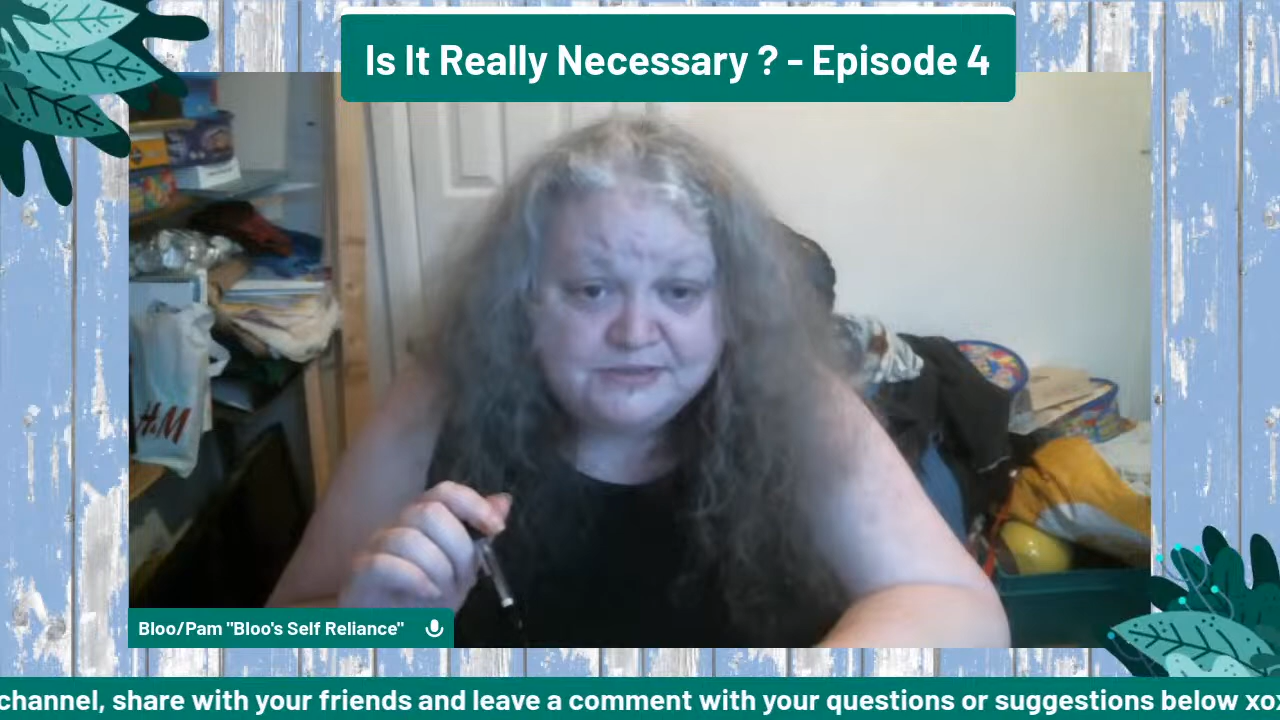 Is It Really Necessary ? - Episode 4
H&M
Bloo/Pam "Bloo's Self Reliance"
channel, share with your friends and leave a comment with your questions or suggestions below